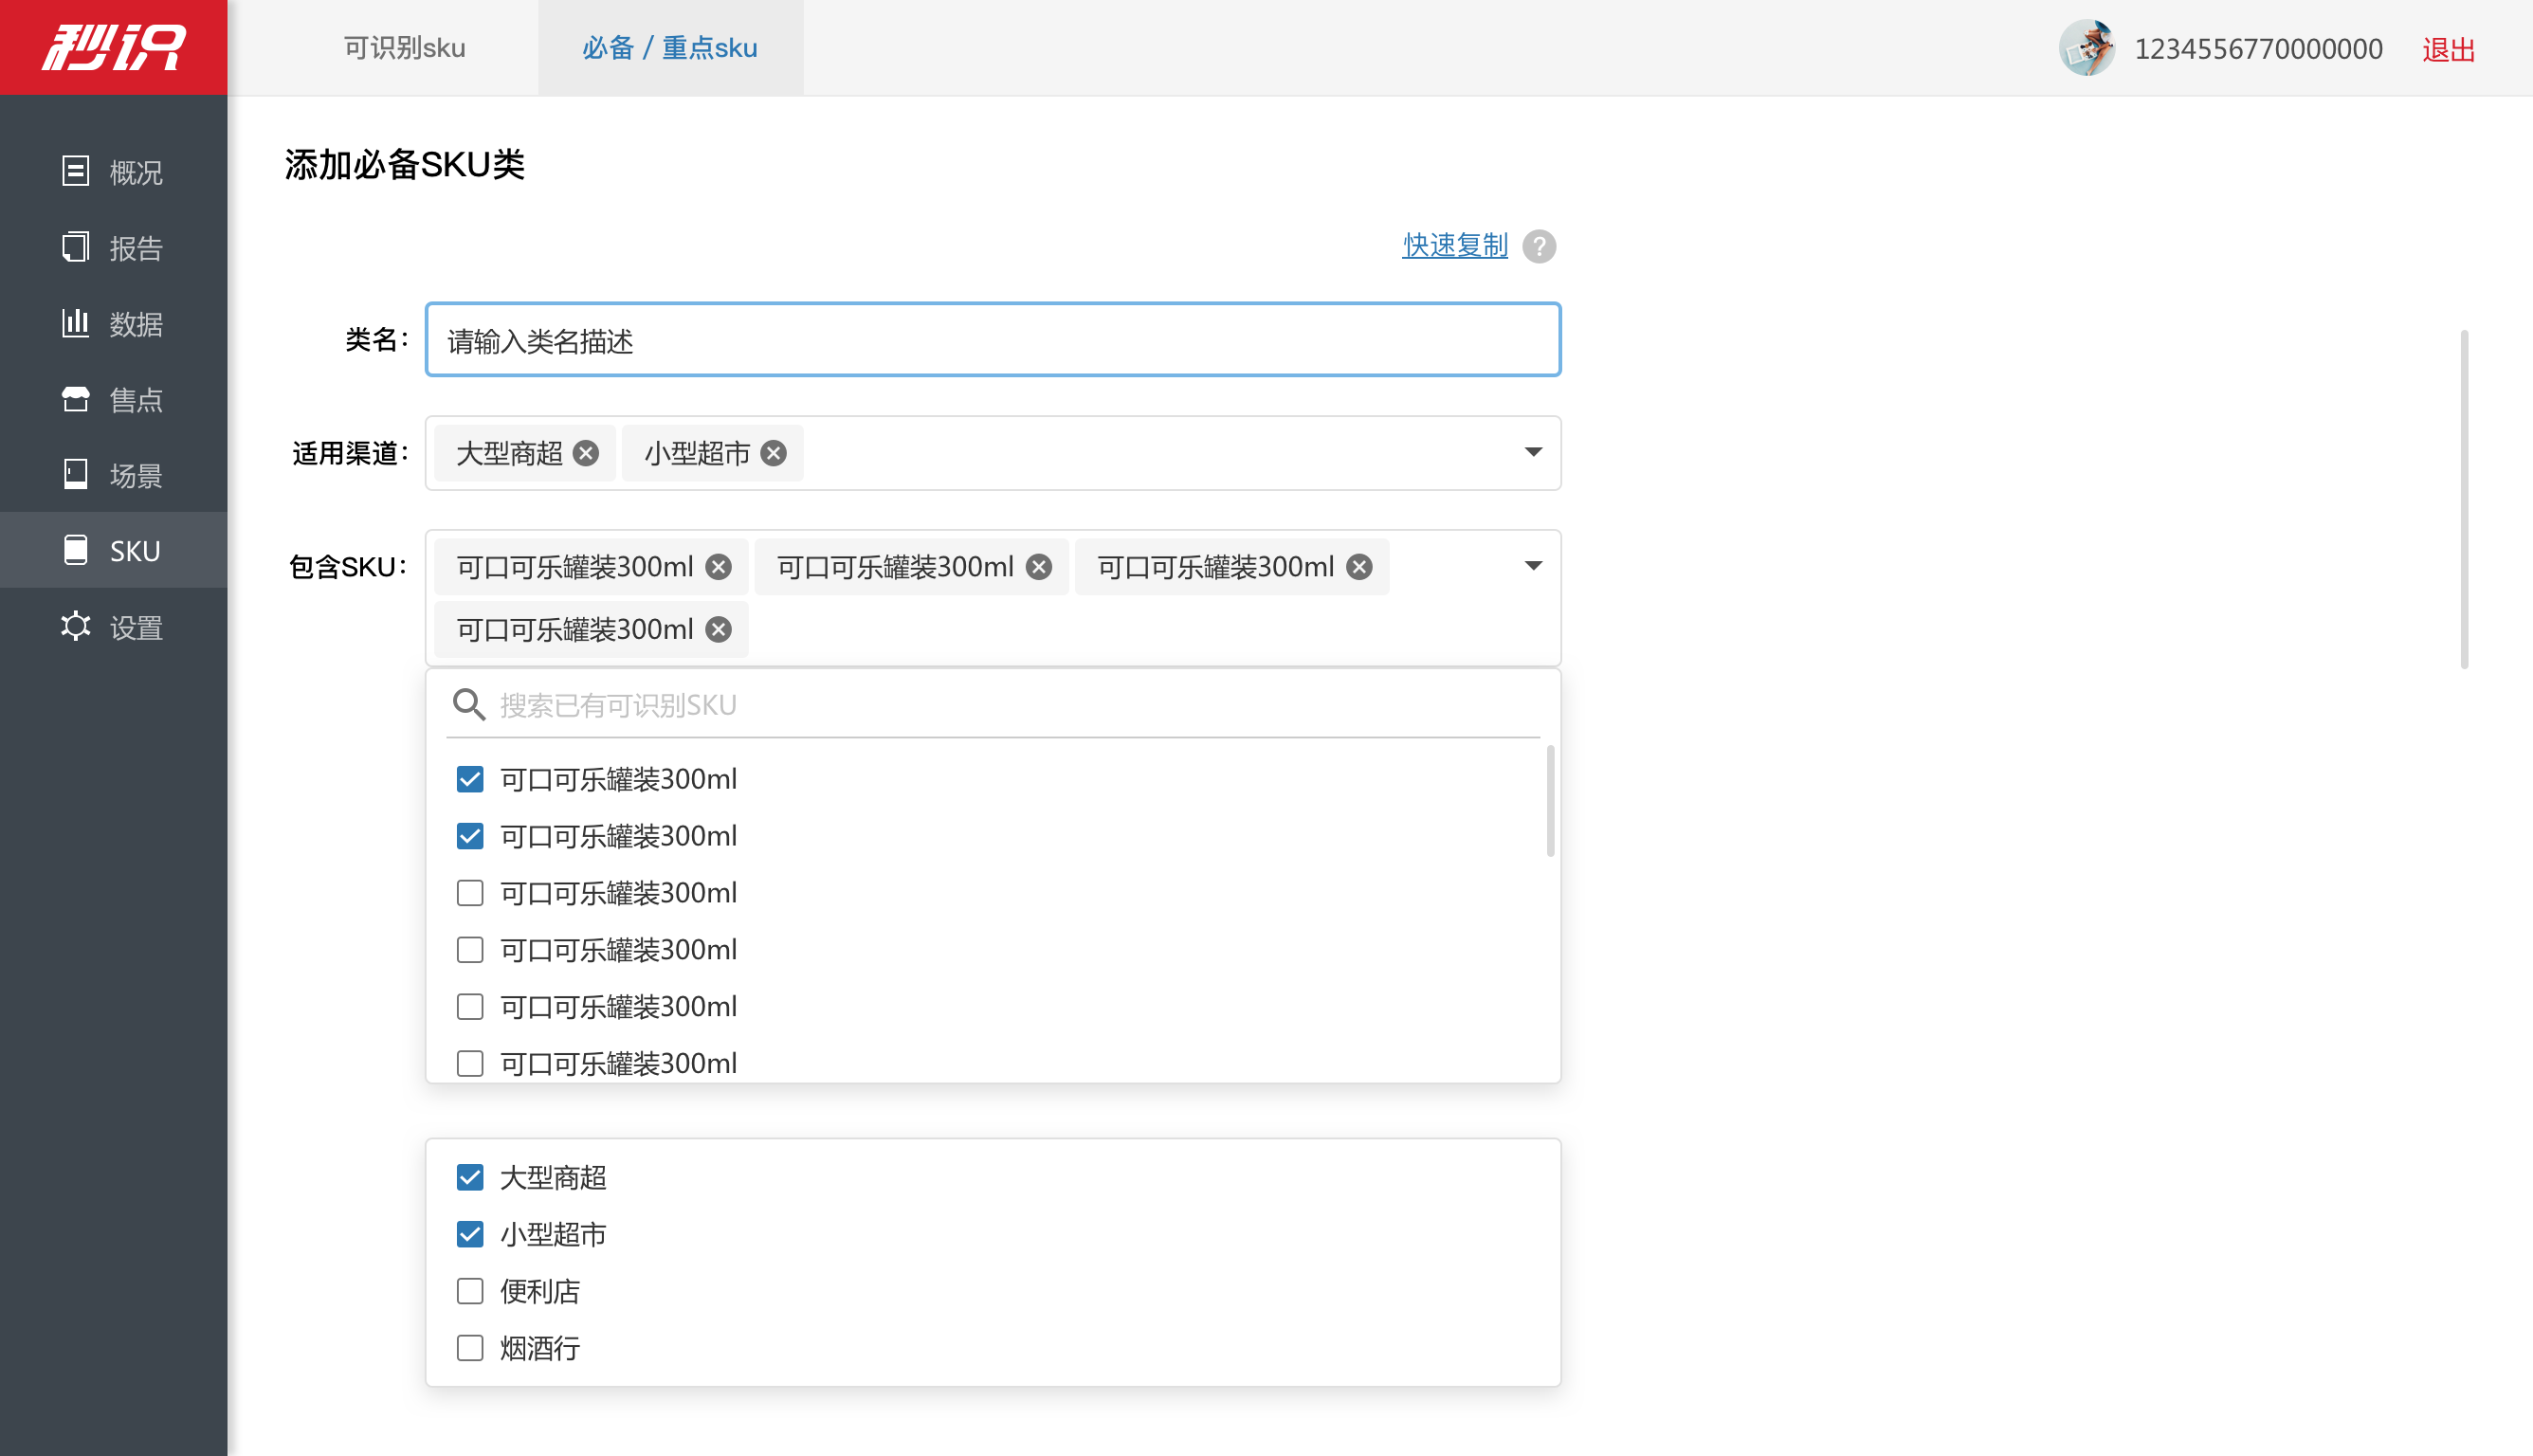 秒识
可识别sku
必备 / 重点sku
1234556770000000
退出
概况
报告
数据
售点
场景
SKU
设置
添加必备SKU类
快速复制 ?
类名：
请输入类名描述
适用渠道：
大型商超
小型超市
包含SKU：
可口可乐罐装300ml
可口可乐罐装300ml
可口可乐罐装300ml
可口可乐罐装300ml
搜索已有可识别SKU
可口可乐罐装300ml
可口可乐罐装300ml
可口可乐罐装300ml
可口可乐罐装300ml
可口可乐罐装300ml
可口可乐罐装300ml
大型商超
小型超市
便利店
烟酒行